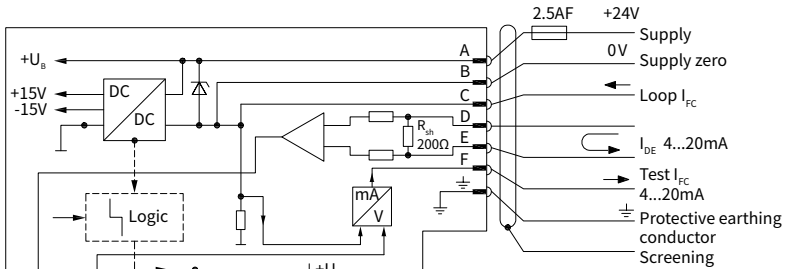 2.5AF +24V
A Supply
+U_B 0 V
B Supply zero
+15V DC C Loop I_FC
-15V
DC D
R_sh
200Ω E I_DE 4...20mA
F Test I_FC
mA 4...20mA
V
Logic Protective earthing
conductor
Screening
+U